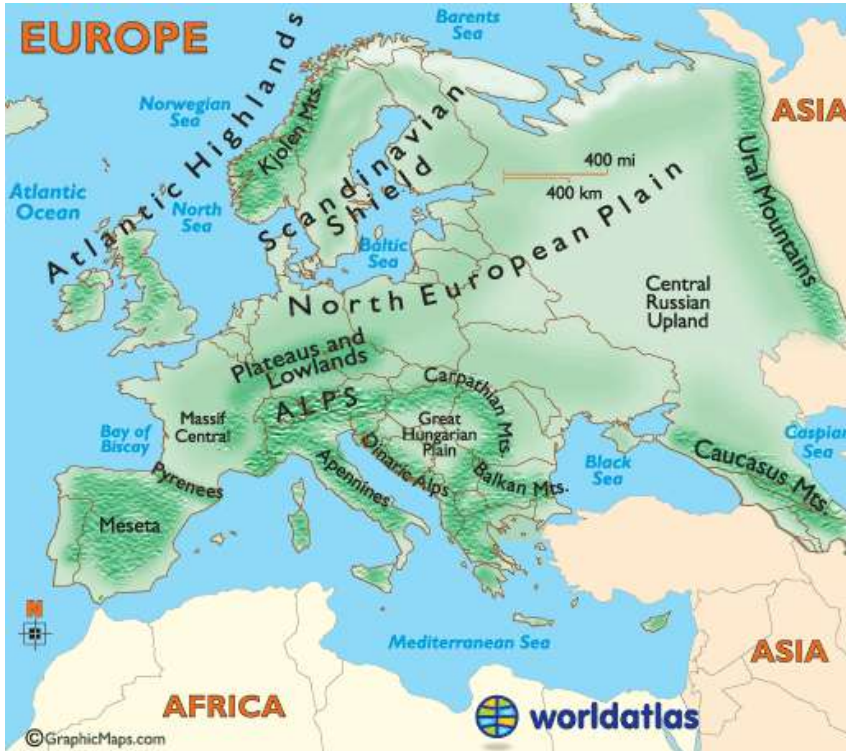 EUROPE
Barents
Sea
Norwegian
Sea
Atlantic Highlands
Kjolen Mts.
ASIA
Scandinavian
Shield
400 mi
400 km
Ural Mountains
Atlantic
Ocean
North
Sea
Baltic
Sea
North European Plain
Central
Russian
Upland
Plateaus and
Lowlands
Carpathian Mts.
ALPS
Massif
Central
Great
Hungarian
Plain
Bay of
Biscay
Pyrenees
Apennines
Dinaric Alps
Balkan Mts.
Black
Sea
Caucasus Mts.
Caspian
Sea
Meseta
N
Mediterranean Sea
ASIA
AFRICA
worldatlas
©GraphicMaps.com